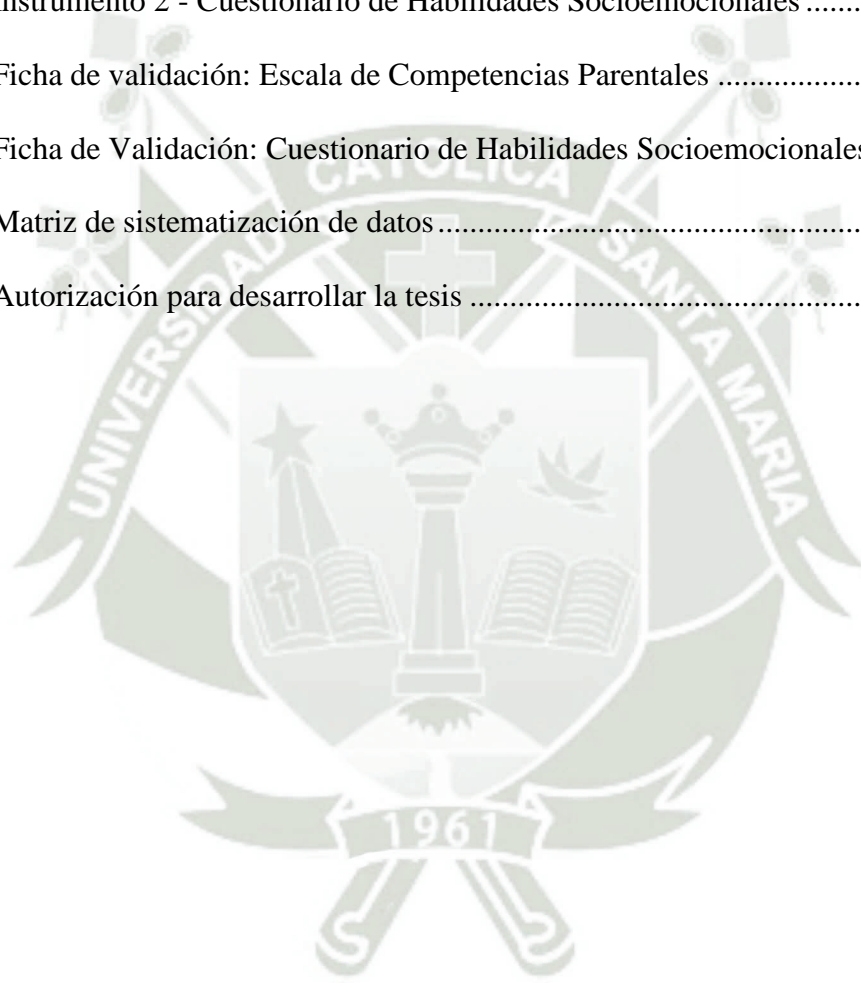 Instrumento 2 - Cuestionario de Habilidades Socioemocionales ........
Ficha de validación: Escala de Competencias Parentales ..................
Ficha de Validación: Cuestionario de Habilidades Socioemocionales
Matriz de sistematización de datos ......................................................
Autorización para desarrollar la tesis ..................................................
UNIVERSIDAD CATOLICA SANTA MARIA
1961